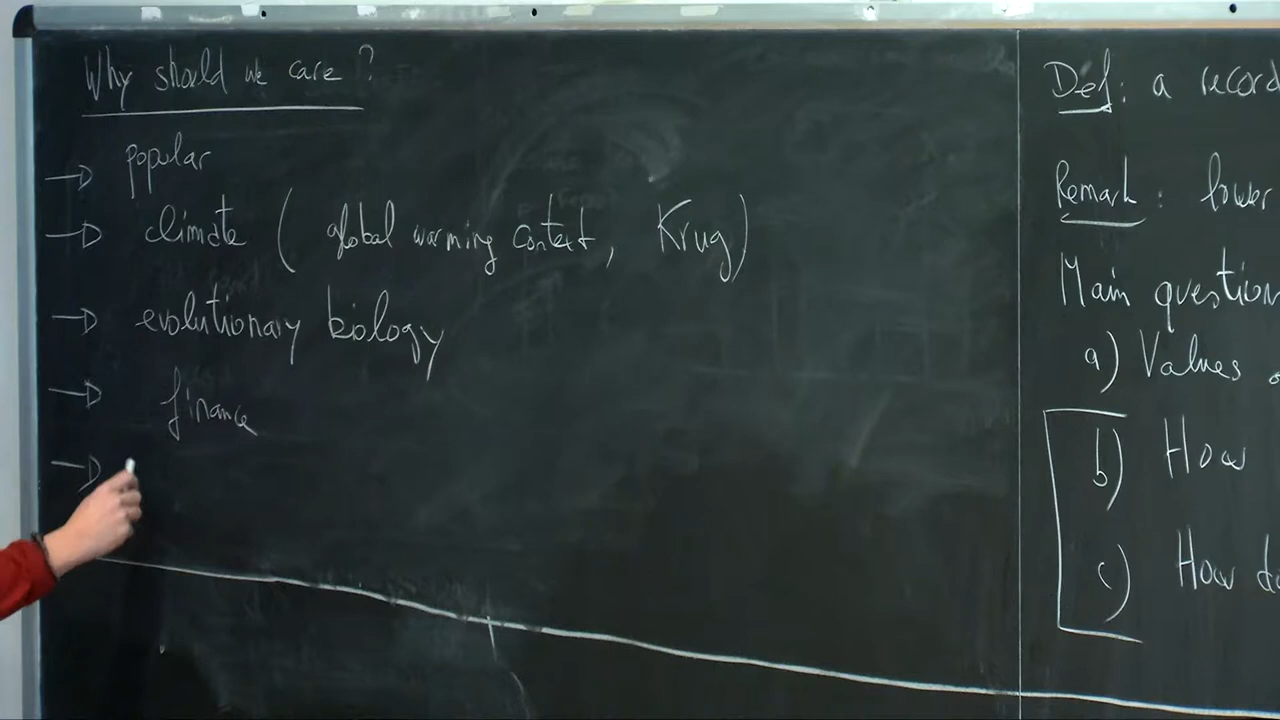 Why should we care ?
→ popular
→ climate ( global warming context, Krug)
→ evolutionary biology
→ finance
→
Def: a record
Remark : lower
Main question
a) Values
b) How
c) How do